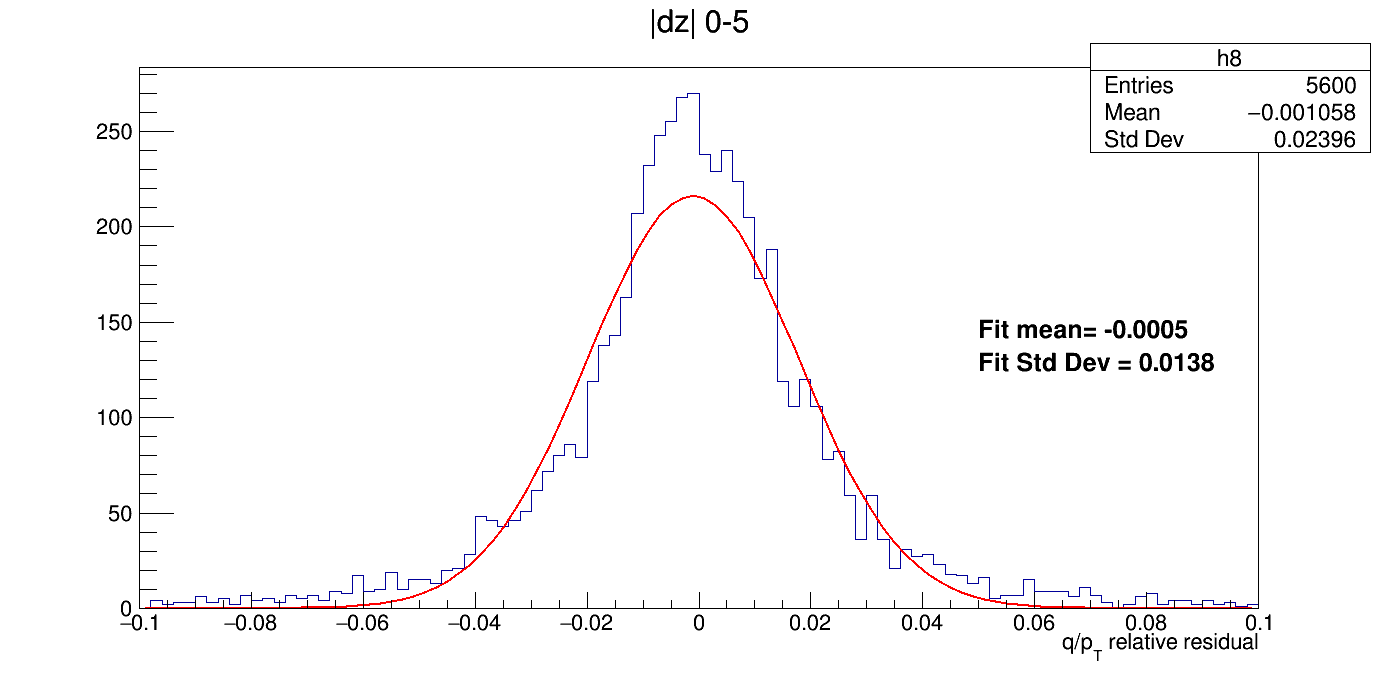 |dz| 0-5
h8
Entries 5600
Mean −0.001058
Std Dev 0.02396
250
200
150
100
50
0
Fit mean= -0.0005
Fit Std Dev = 0.0138
−0.1 −0.08 −0.06 −0.04 −0.02 0 0.02 0.04 0.06 0.08 0.1
q/pT relative residual